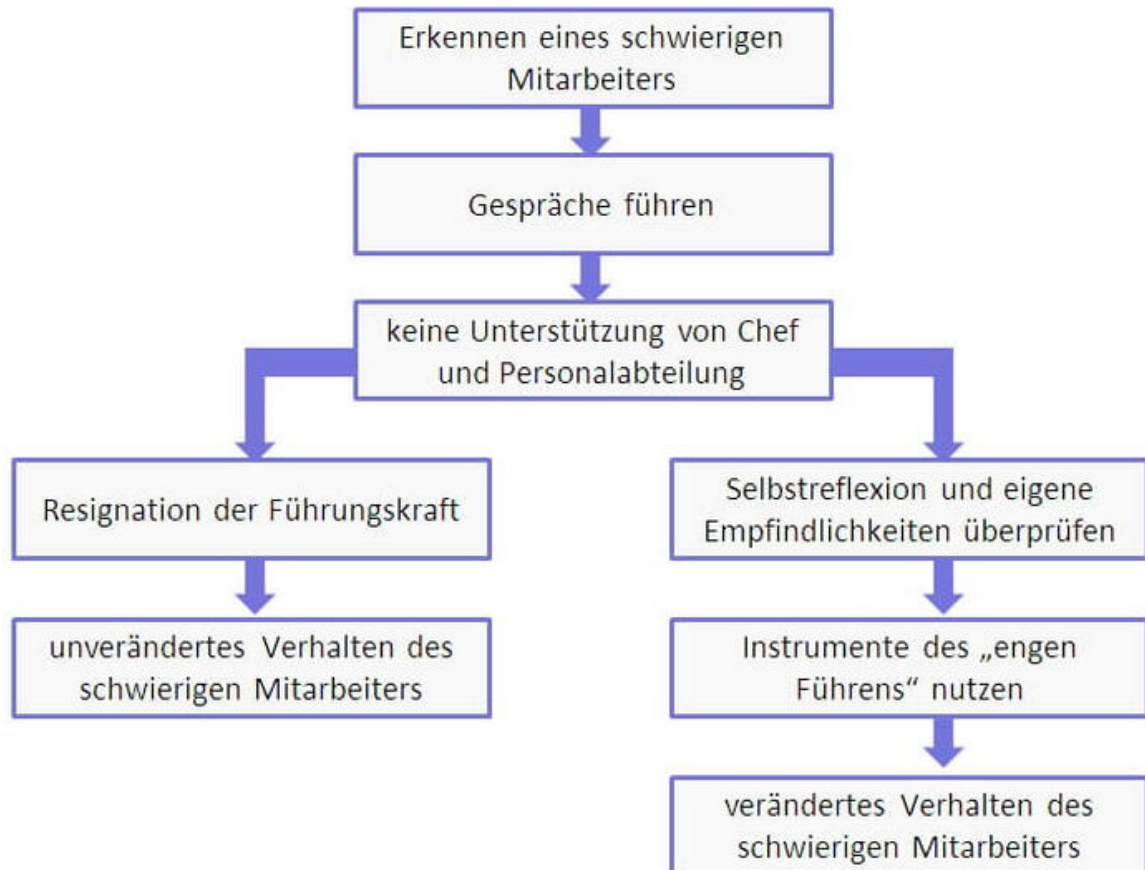 Erkennen eines schwierigen
Mitarbeiters
Gespräche führen
keine Unterstützung von Chef
und Personalabteilung
Resignation der Führungskraft
unverändertes Verhalten des
schwierigen Mitarbeiters
Selbstreflexion und eigene
Empfindlichkeiten überprüfen
Instrumente des „engen
Führens“ nutzen
verändertes Verhalten des
schwierigen Mitarbeiters